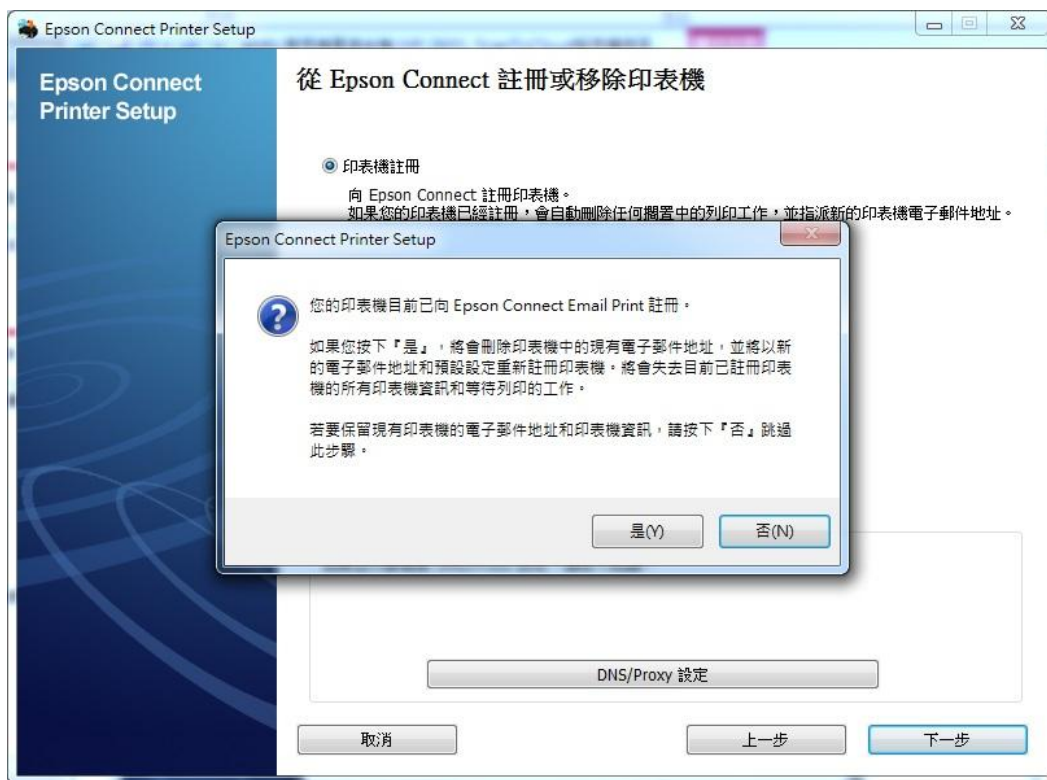 Epson Connect Printer Setup
Epson Connect
Printer Setup
從 Epson Connect 註冊或移除印表機
印表機註冊
向 Epson Connect 註冊印表機。
如果您的印表機已經註冊，會自動刪除任何擱置中的列印工作，並指派新的印表機電子郵件地址。
Epson Connect Printer Setup
您的印表機目前已向 Epson Connect Email Print 註冊。
如果您按下『是』，將會刪除印表機中的現有電子郵件地址，並將以新
的電子郵件地址和預設設定重新註冊印表機。將會失去目前已註冊印表
機的所有印表機資訊和等待列印的工作。
若要保留現有印表機的電子郵件地址和印表機資訊，請按下『否』跳過
此步驟。
是(Y)
否(N)
DNS/Proxy 設定
取消
上一步
下一步